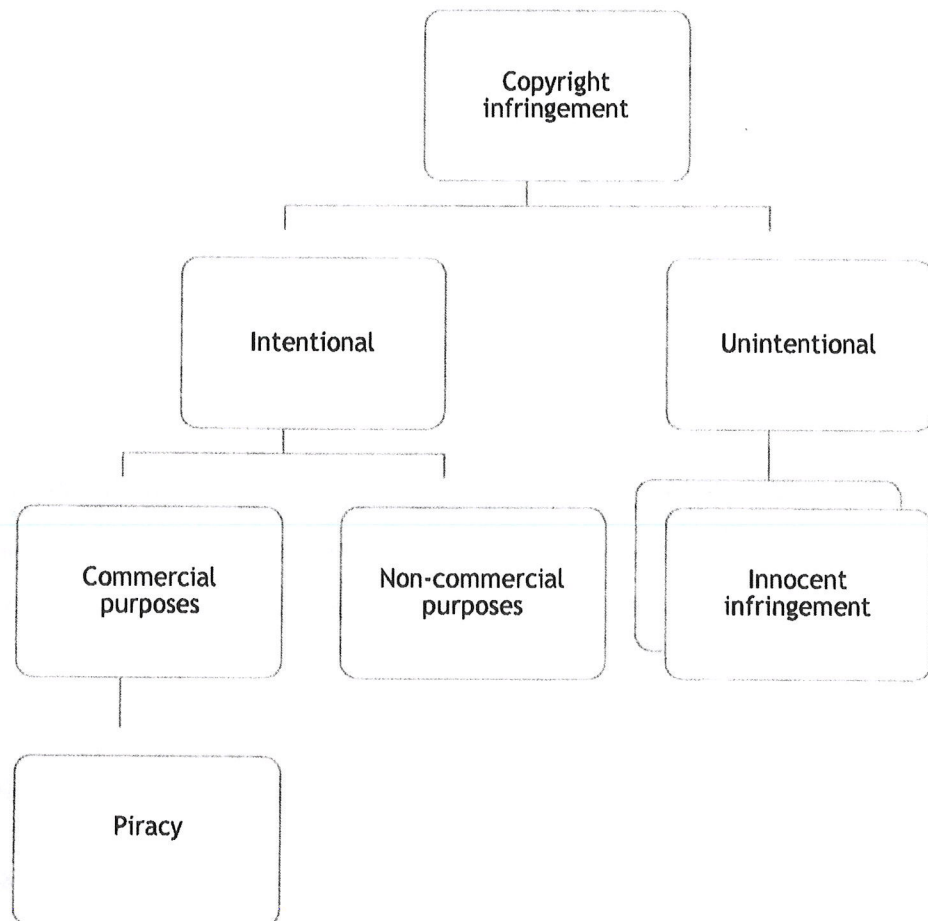 Copyright
infringement
Intentional
Unintentional
Commercial
purposes
Non-commercial
purposes
Innocent
infringement
Piracy